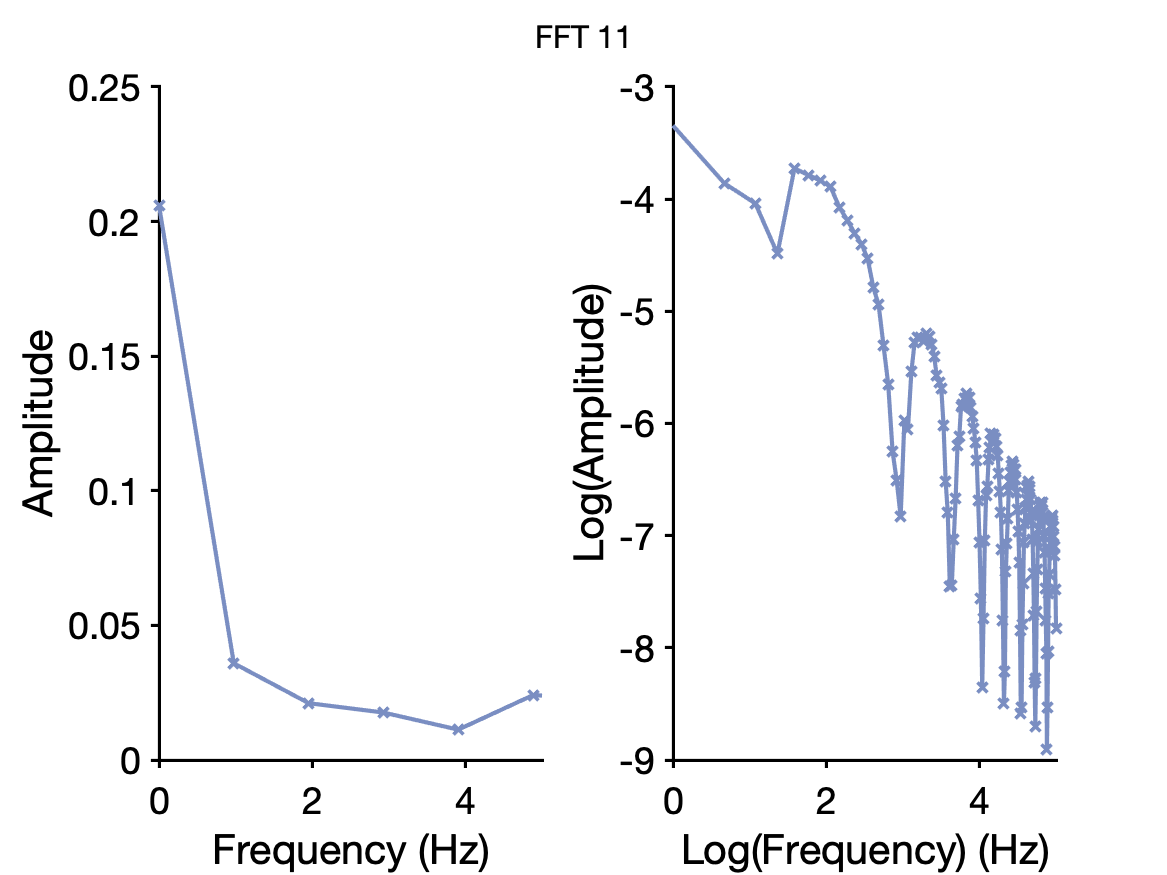 FFT 11
0.25
0.2
0.15
0.1
0.05
0
Amplitude
0 2 4
Frequency (Hz)
-3
-4
-5
-6
-7
-8
-9
Log(Amplitude)
0 2 4
Log(Frequency) (Hz)